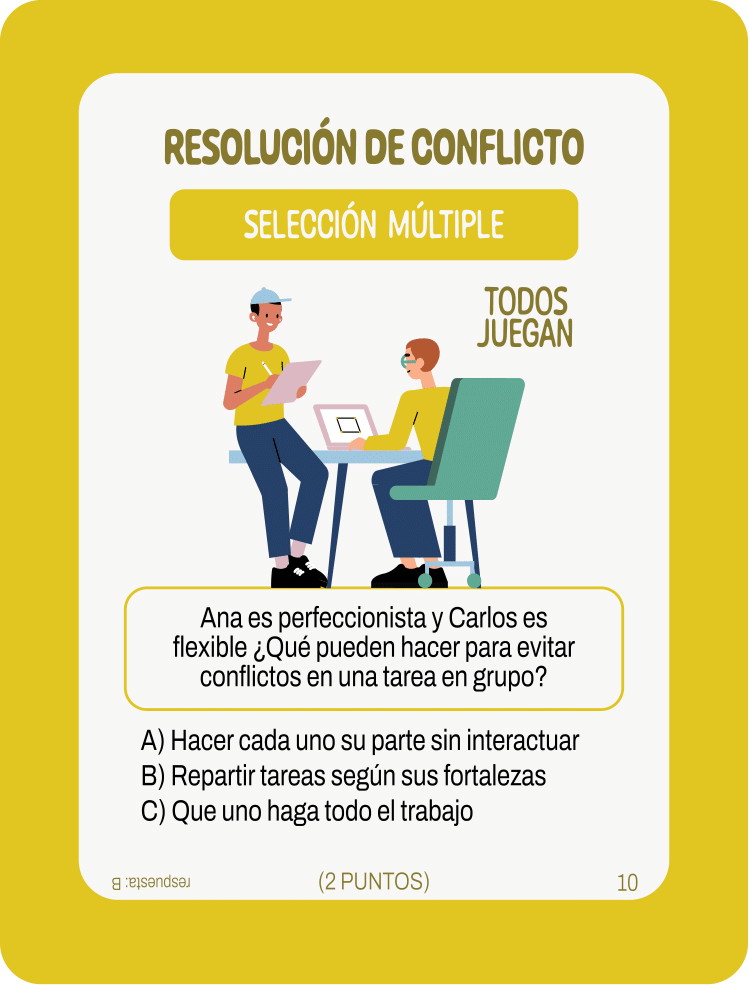 RESOLUCIÓN DE CONFLICTO
SELECCIÓN MÚLTIPLE
TODOS
JUEGAN
Ana es perfeccionista y Carlos es
flexible ¿Qué pueden hacer para evitar
conflictos en una tarea en grupo?
A) Hacer cada uno su parte sin interactuar
B) Repartir tareas según sus fortalezas
C) Que uno haga todo el trabajo
respuesta: B
(2 PUNTOS)
10